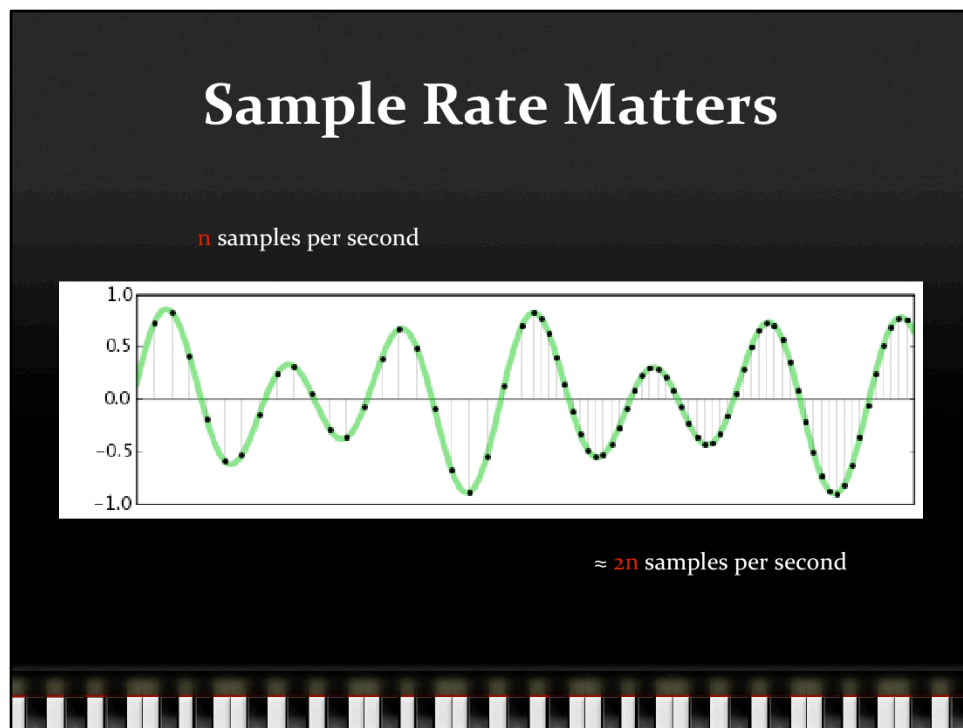 Sample Rate Matters
n samples per second
1.0
0.5
0.0
−0.5
−1.0
≈ 2n samples per second